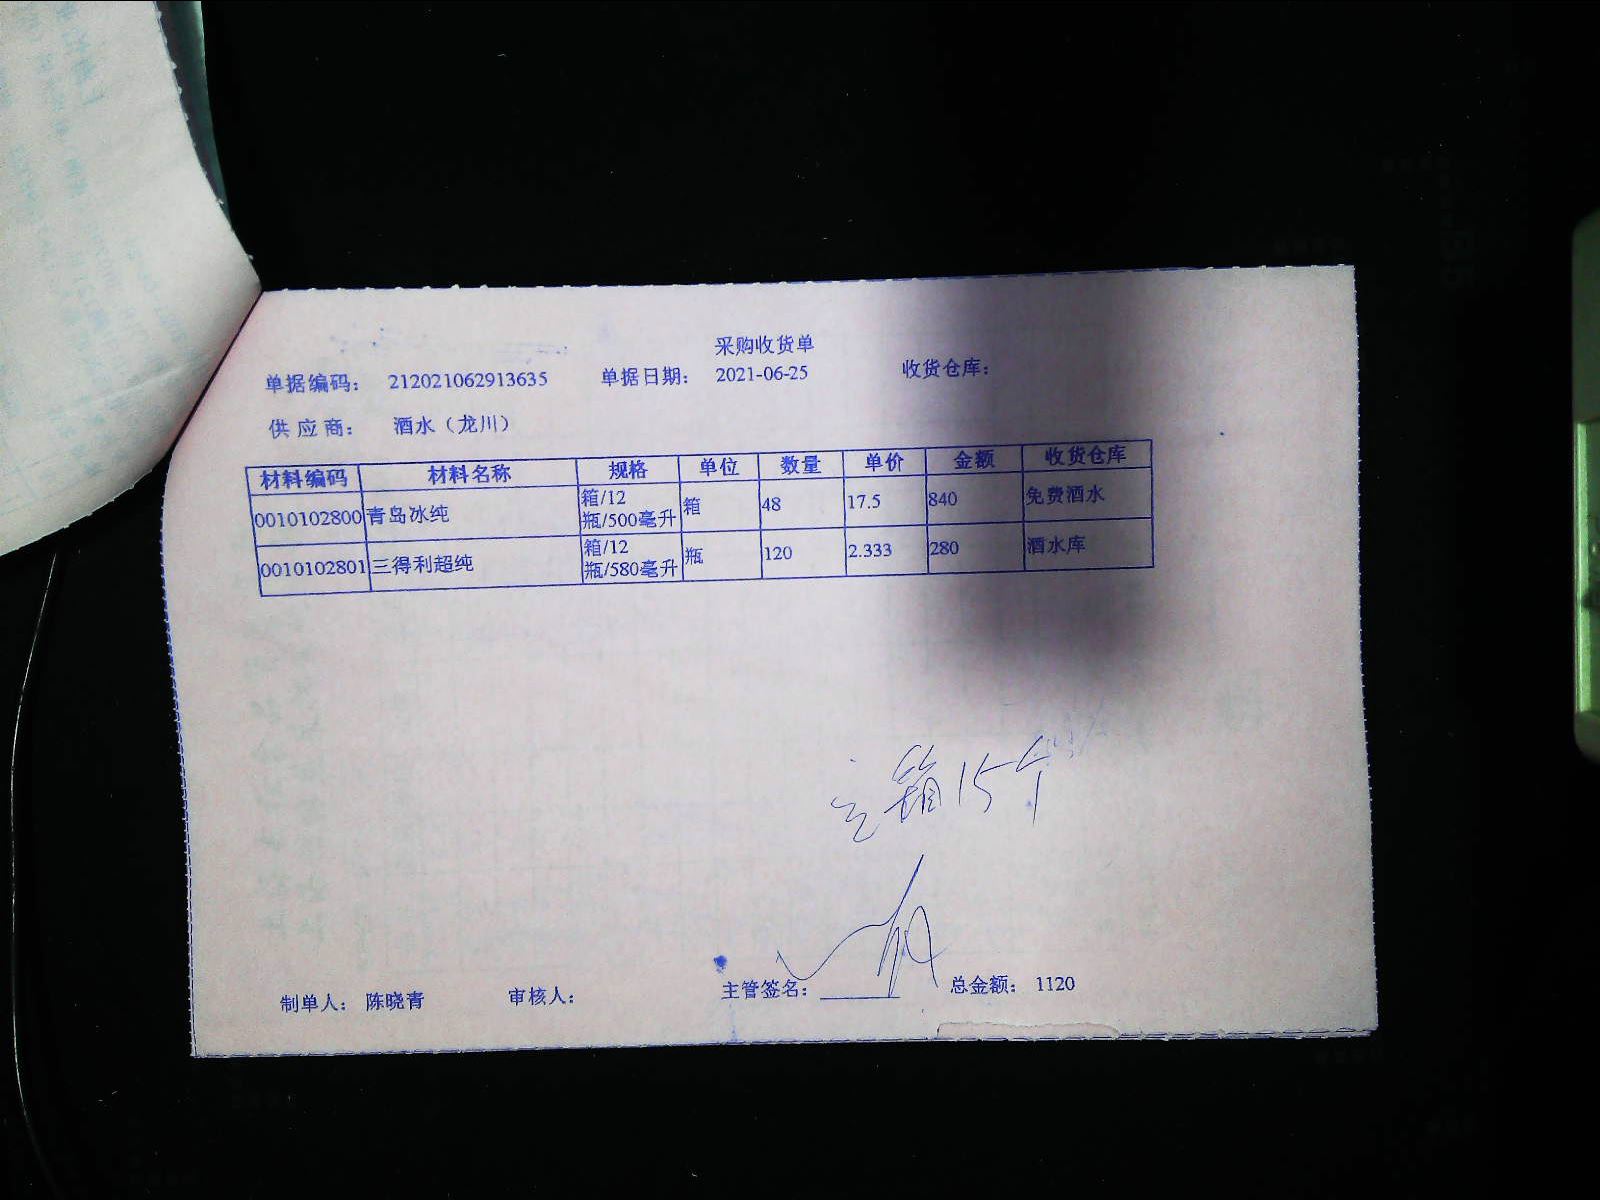 采购收货单
单据编码： 212021062913635 单据日期： 2021-06-25 收货仓库：
供应商： 酒水（龙川）
材料编码 材料名称 规格 单位 数量 单价 金额 收货仓库
0010102800 青岛冰纯 箱/12瓶/500毫升 箱 48 17.5 840 免费酒水
0010102801 三得利超纯 箱/12瓶/580毫升 瓶 120 2.333 280 酒水库
箱15个
制单人： 陈晓青 审核人： 主管签名： 总金额： 1120